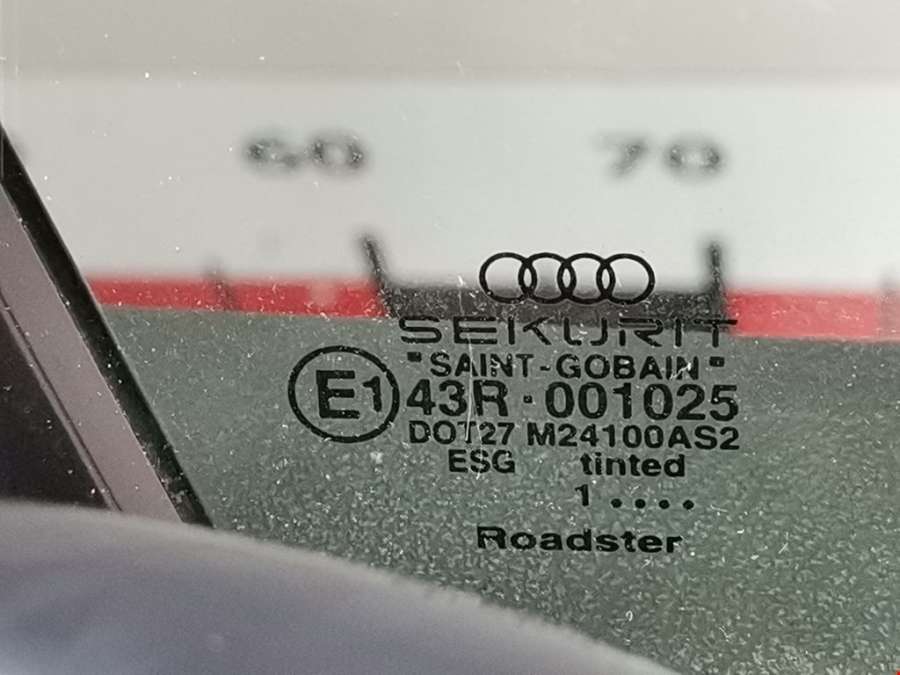 60 70
SEKURIT
"SAINT-GOBAIN"
E1 43R·001025
DOT27 M24100AS2
ESG tinted
1 ....
Roadster